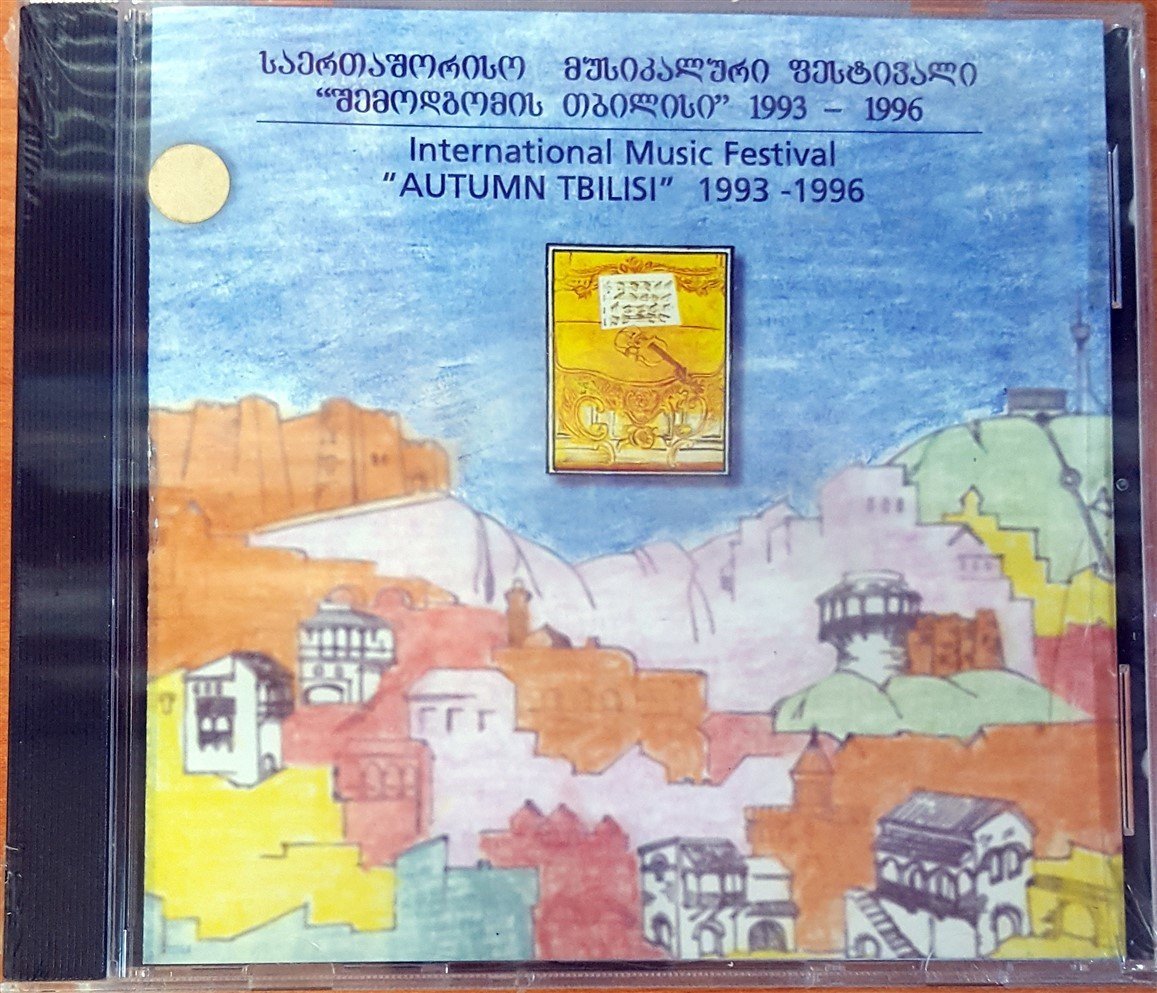 საერთაშორისო მუსიკალური ფესტივალი
“შემოდგომის თბილისი” 1993 – 1996
International Music Festival
"AUTUMN TBILISI" 1993 -1996